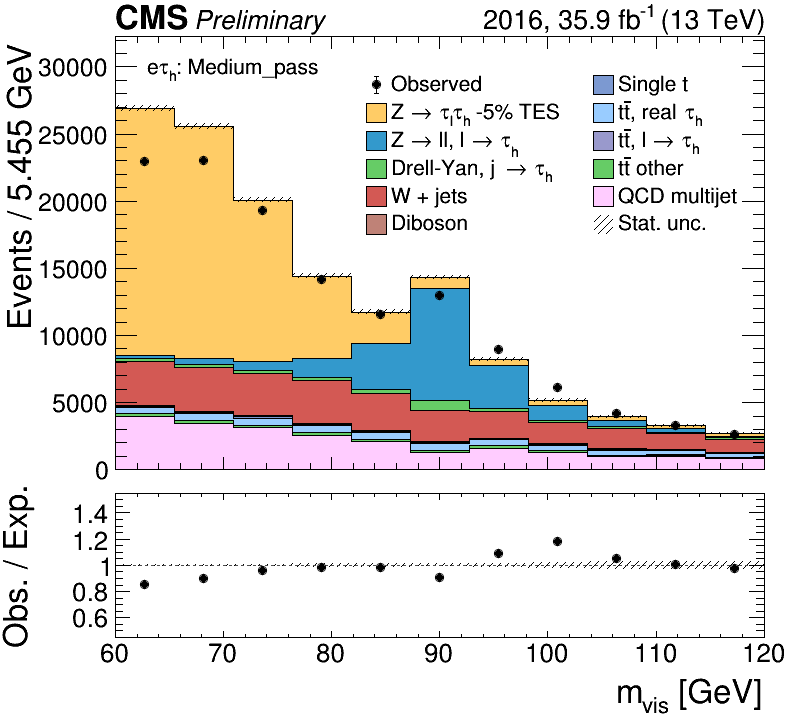 CMS Preliminary 2016, 35.9 fb⁻¹ (13 TeV)
Events / 5.455 GeV
30000
25000
20000
15000
10000
5000
0
eτₕ: Medium_pass
Observed
Z → τₗτₕ -5% TES
Z → ll, l → τₕ
Drell-Yan, j → τₕ
W + jets
Diboson
Single t
tt̅, real τₕ
tt̅, l → τₕ
tt̅ other
QCD multijet
Stat. unc.
Obs. / Exp.
1.4
1.2
1
0.8
0.6
60 70 80 90 100 110 120
m_vis [GeV]